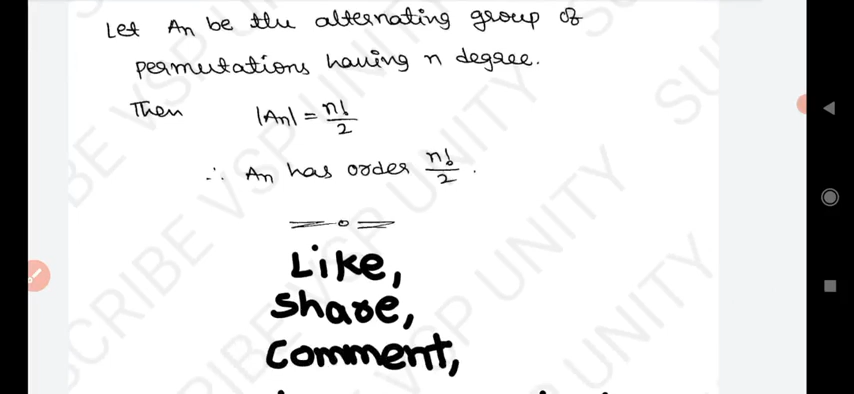 Let An be the alternating group of
permutations having n degree.
Then |An| = n!/2
∴ An has order n!/2.
Like,
Share,
Comment,